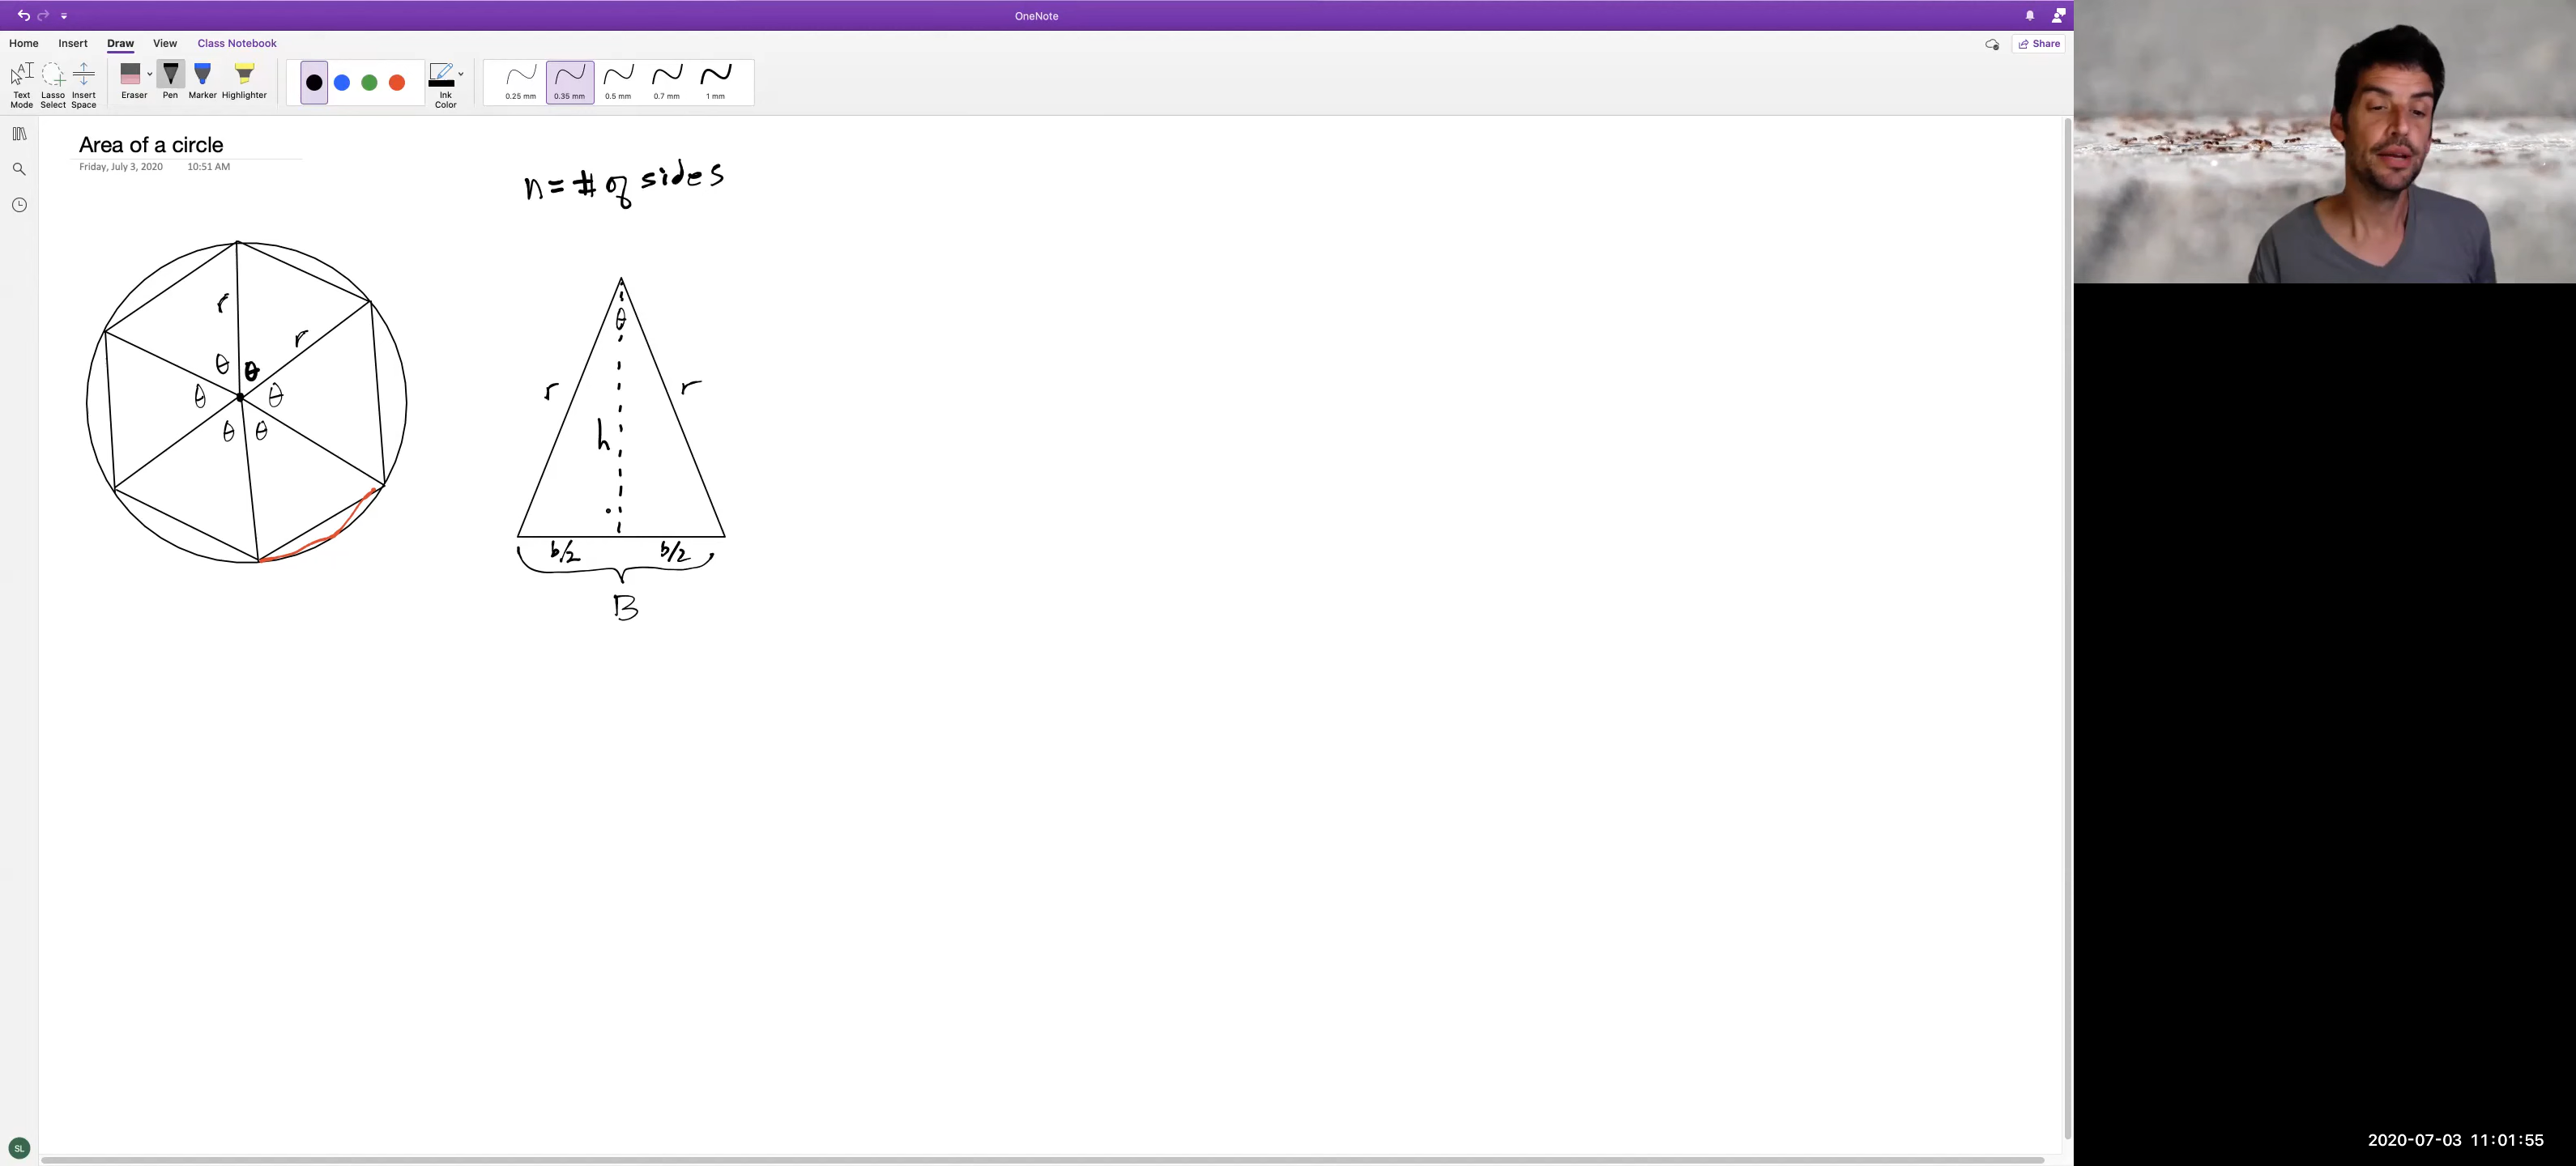 OneNote
Home Insert Draw View Class Notebook
Share
Text Mode
Lasso Select
Insert Space
Eraser
Pen
Marker
Highlighter
Ink Color
0.25 mm
0.35 mm
0.5 mm
0.7 mm
1 mm
Area of a circle
Friday, July 3, 2020 10:51 AM
n = # of sides
r
r
θ θ
θ θ
θ θ
θ
r r
h
b/2 b/2
B
SL
2020-07-03 11:01:55